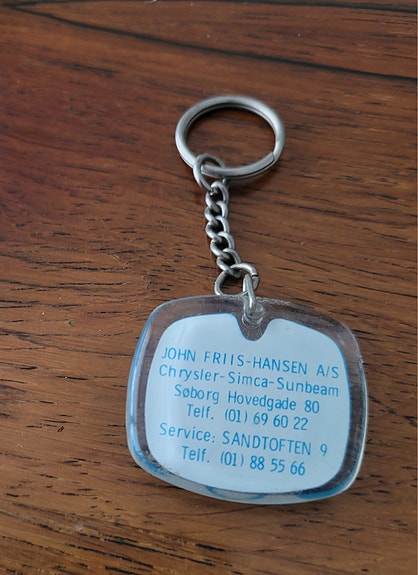 JOHN FRIIS-HANSEN A/S
Chrysler-Simca-Sunbeam
Søborg Hovedgade 80
Telf. (01) 69 60 22
Service: SANDTOFTEN 9
Telf. (01) 88 55 66